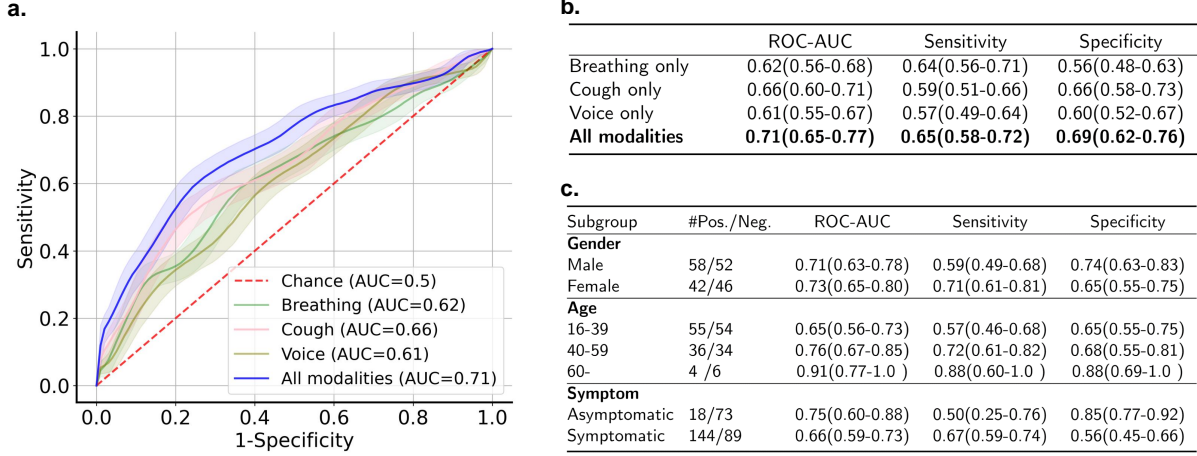 a.
1.0
0.8
0.6
0.4
0.2
0.0
Sensitivity
0.0 0.2 0.4 0.6 0.8 1.0
1-Specificity
Chance (AUC=0.5)
Breathing (AUC=0.62)
Cough (AUC=0.66)
Voice (AUC=0.61)
All modalities (AUC=0.71)
b.
ROC-AUC Sensitivity Specificity
Breathing only 0.62(0.56-0.68) 0.64(0.56-0.71) 0.56(0.48-0.63)
Cough only 0.66(0.60-0.71) 0.59(0.51-0.66) 0.66(0.58-0.73)
Voice only 0.61(0.55-0.67) 0.57(0.49-0.64) 0.60(0.52-0.67)
All modalities 0.71(0.65-0.77) 0.65(0.58-0.72) 0.69(0.62-0.76)
c.
Subgroup #Pos./Neg. ROC-AUC Sensitivity Specificity
Gender
Male 58/52 0.71(0.63-0.78) 0.59(0.49-0.68) 0.74(0.63-0.83)
Female 42/46 0.73(0.65-0.80) 0.71(0.61-0.81) 0.65(0.55-0.75)
Age
16-39 55/54 0.65(0.56-0.73) 0.57(0.46-0.68) 0.65(0.55-0.75)
40-59 36/34 0.76(0.67-0.85) 0.72(0.61-0.82) 0.68(0.55-0.81)
60- 4 /6 0.91(0.77-1.0 ) 0.88(0.60-1.0 ) 0.88(0.69-1.0 )
Symptom
Asymptomatic 18/73 0.75(0.60-0.88) 0.50(0.25-0.76) 0.85(0.77-0.92)
Symptomatic 144/89 0.66(0.59-0.73) 0.67(0.59-0.74) 0.56(0.45-0.66)